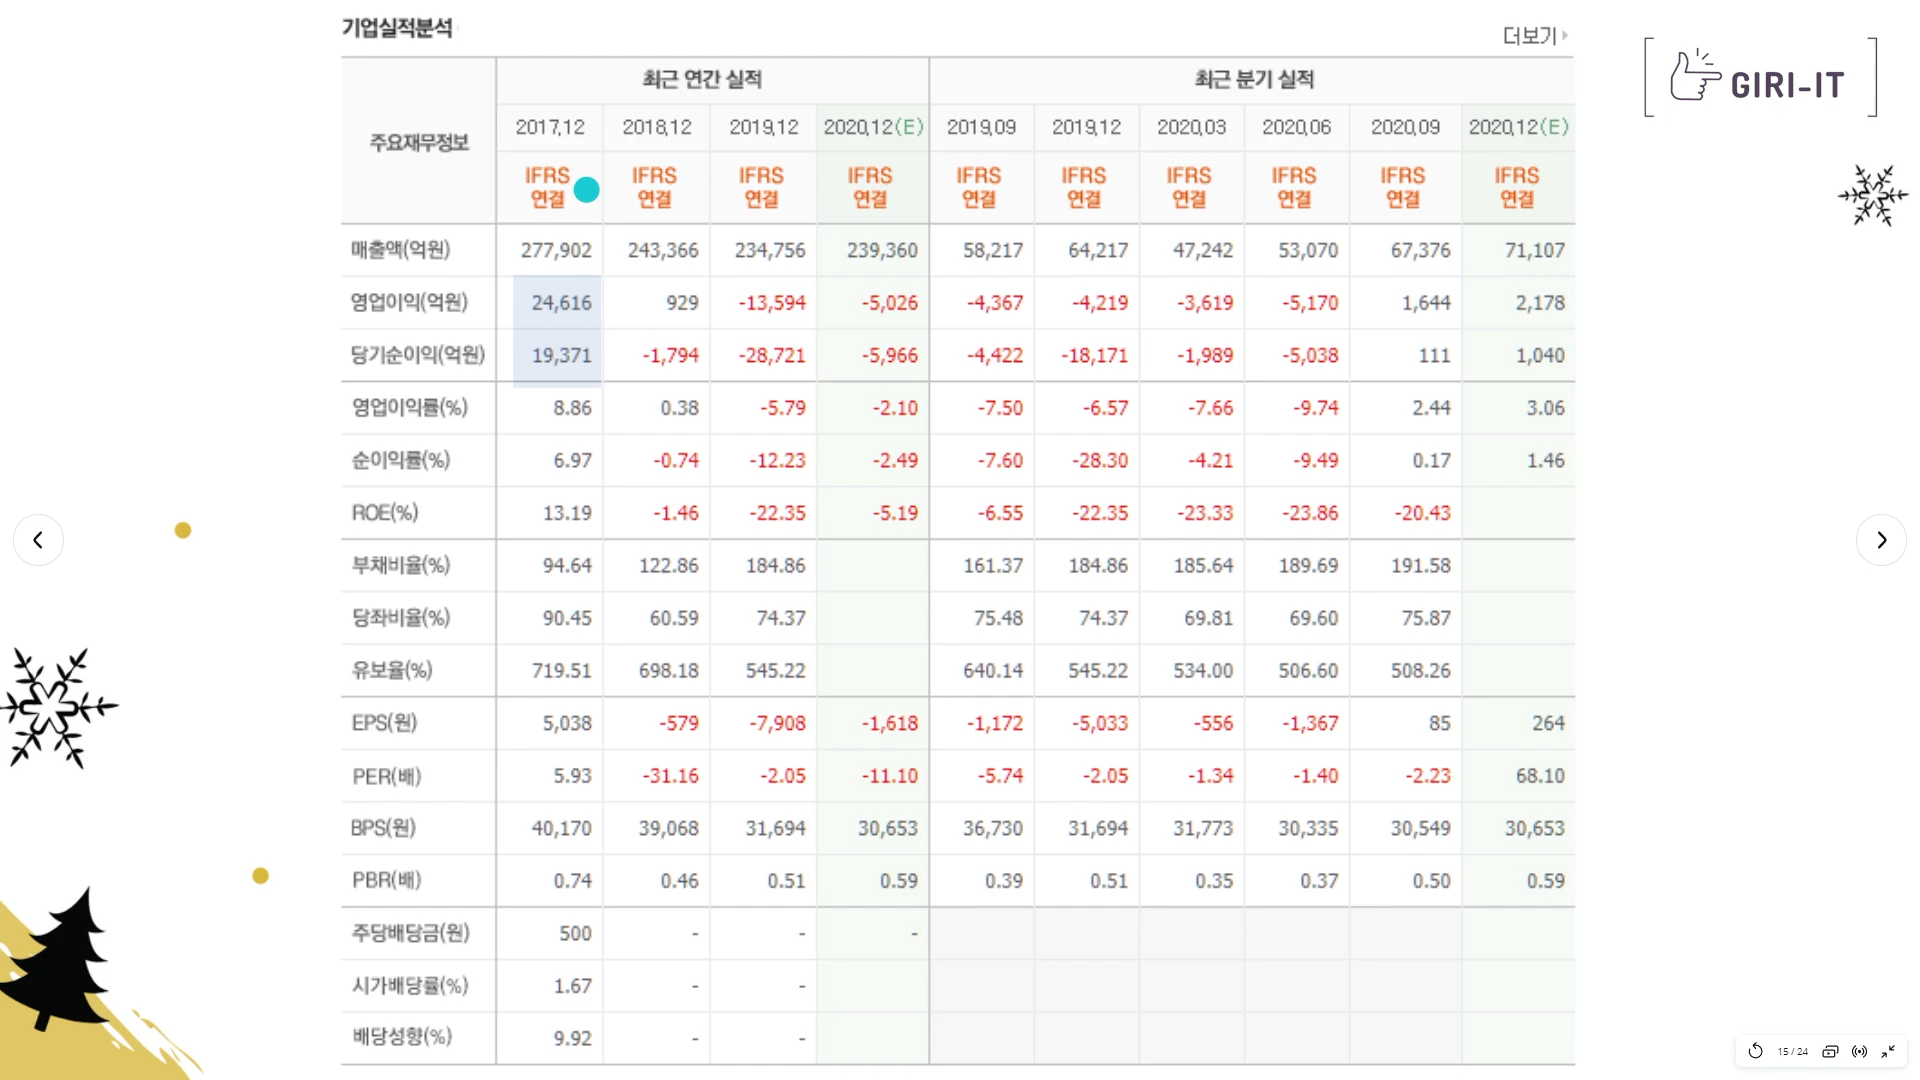 기업실적분석
더보기
GIRI-IT
주요재무정보 최근 연간 실적 최근 분기 실적
2017.12 2018.12 2019.12 2020.12(E) 2019.09 2019.12 2020.03 2020.06 2020.09 2020.12(E)
IFRS IFRS IFRS IFRS IFRS IFRS IFRS IFRS IFRS IFRS
연결 연결 연결 연결 연결 연결 연결 연결 연결 연결
매출액(억원) 277,902 243,366 234,756 239,360 58,217 64,217 47,242 53,070 67,376 71,107
영업이익(억원) 24,616 929 -13,594 -5,026 -4,367 -4,219 -3,619 -5,170 1,644 2,178
당기순이익(억원) 19,371 -1,794 -28,721 -5,966 -4,422 -18,171 -1,989 -5,038 111 1,040
영업이익률(%) 8.86 0.38 -5.79 -2.10 -7.50 -6.57 -7.66 -9.74 2.44 3.06
순이익률(%) 6.97 -0.74 -12.23 -2.49 -7.60 -28.30 -4.21 -9.49 0.17 1.46
ROE(%) 13.19 -1.46 -22.35 -5.19 -6.55 -22.35 -23.33 -23.86 -20.43
부채비율(%) 94.64 122.86 184.86 161.37 184.86 185.64 189.69 191.58
당좌비율(%) 90.45 60.59 74.37 75.48 74.37 69.81 69.60 75.87
유보율(%) 719.51 698.18 545.22 640.14 545.22 534.00 506.60 508.26
EPS(원) 5,038 -579 -7,908 -1,618 -1,172 -5,033 -556 -1,367 85 264
PER(배) 5.93 -31.16 -2.05 -11.10 -5.74 -2.05 -1.34 -1.40 -2.23 68.10
BPS(원) 40,170 39,068 31,694 30,653 36,730 31,694 31,773 30,335 30,549 30,653
PBR(배) 0.74 0.46 0.51 0.59 0.39 0.51 0.35 0.37 0.50 0.59
주당배당금(원) 500 - - -
시가배당률(%) 1.67 - -
배당성향(%) 9.92 - -
15 / 24